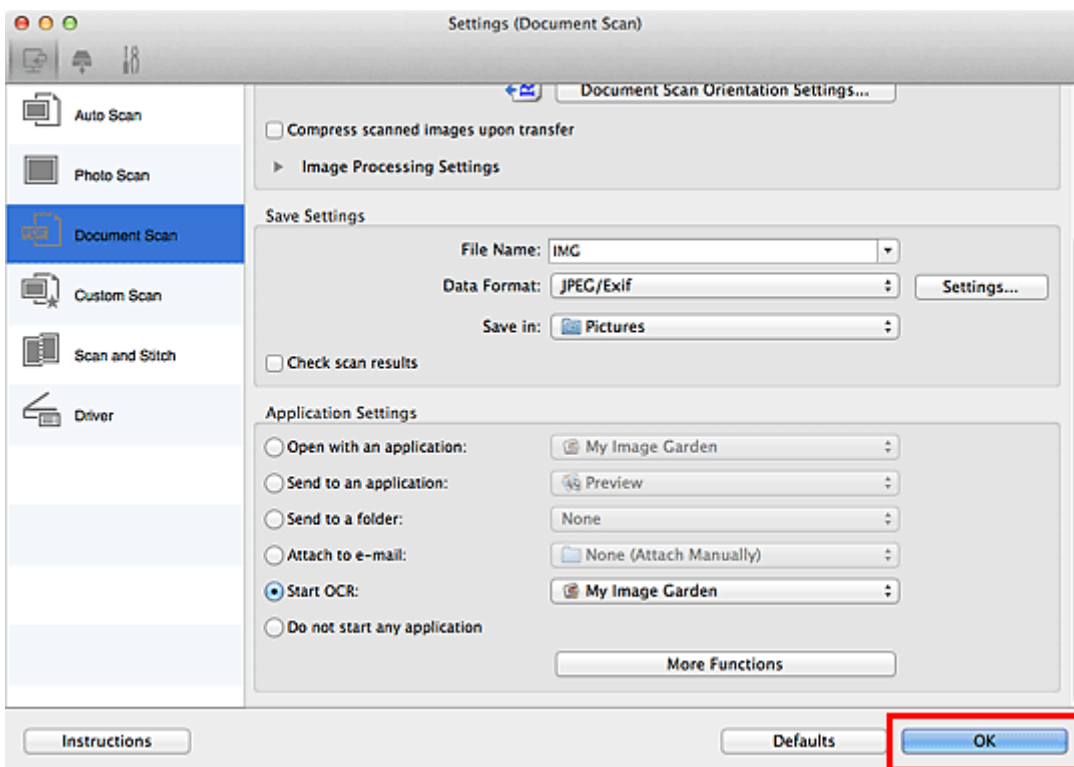 Settings (Document Scan)
Auto Scan
Photo Scan
Document Scan
Custom Scan
Scan and Stitch
Driver
Document Scan Orientation Settings...
Compress scanned images upon transfer
Image Processing Settings
Save Settings
File Name: IMG
Data Format: JPEG/Exif Settings...
Save in: Pictures
Check scan results
Application Settings
Open with an application: My Image Garden
Send to an application: Preview
Send to a folder: None
Attach to e-mail: None (Attach Manually)
Start OCR: My Image Garden
Do not start any application
More Functions
Instructions Defaults OK